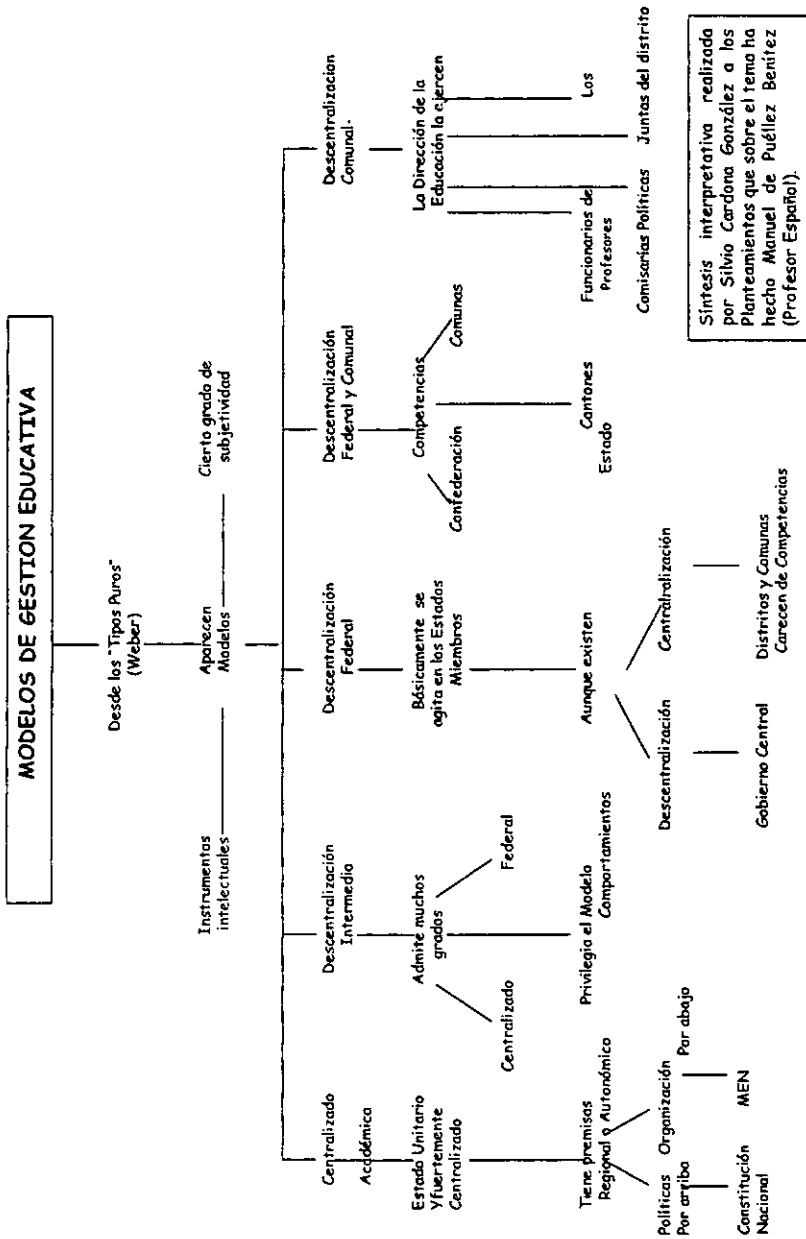 MODELOS DE GESTION EDUCATIVA
Desde los "Tipos Puros"
(Weber)
Instrumentos
intelectuales
Aparecen
Modelos
Cierto grado de
subjetividad
Centralizado
Académica
Estado Unitario
Yfuertemente
Centralizado
Tiene premisas
Regional o Autonómico
Políticas
Por arriba
Organización
Por abajo
Constitución
Nacional
MEN
Descentralización
Intermedio
Admite muchos
grados
Centralizado
Federal
Privilegia el Modelo
Comportamientos
Descentralización
Federal
Básicamente se
agita en los Estados
Miembros
Aunque existen
Descentralización
Centralralización
Gobierno Central
Distritos y Comunas
Carecen de Competencias
Descentralización
Federal y Comunal
Competencias
Confederación
Comunas
Cantones
Estado
Descentralizacion
Comunal·
La Dirección de la
Educación la ejercen
Funcionarios de
Profesores
Los
Comisarías Políticas
Juntas del distrito
Síntesis interpretativa realizada
por Silvio Cardona González a los
Planteamientos que sobre el tema ha
hecho Manuel de Puéllez Benítez
(Profesor Español).